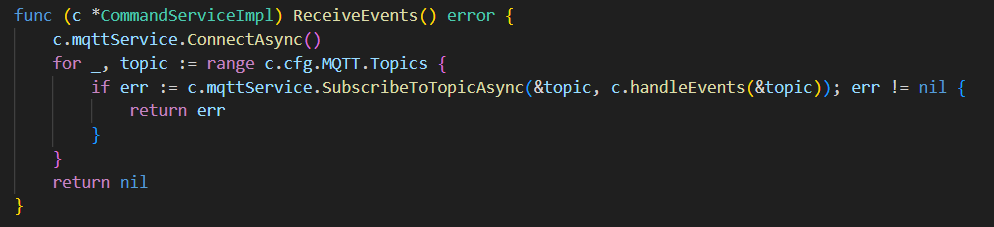 func (c *CommandServiceImpl) ReceiveEvents() error {
    c.mqttService.ConnectAsync()
    for _, topic := range c.cfg.MQTT.Topics {
        if err := c.mqttService.SubscribeToTopicAsync(&topic, c.handleEvents(&topic)); err != nil {
            return err
        }
    }
    return nil
}